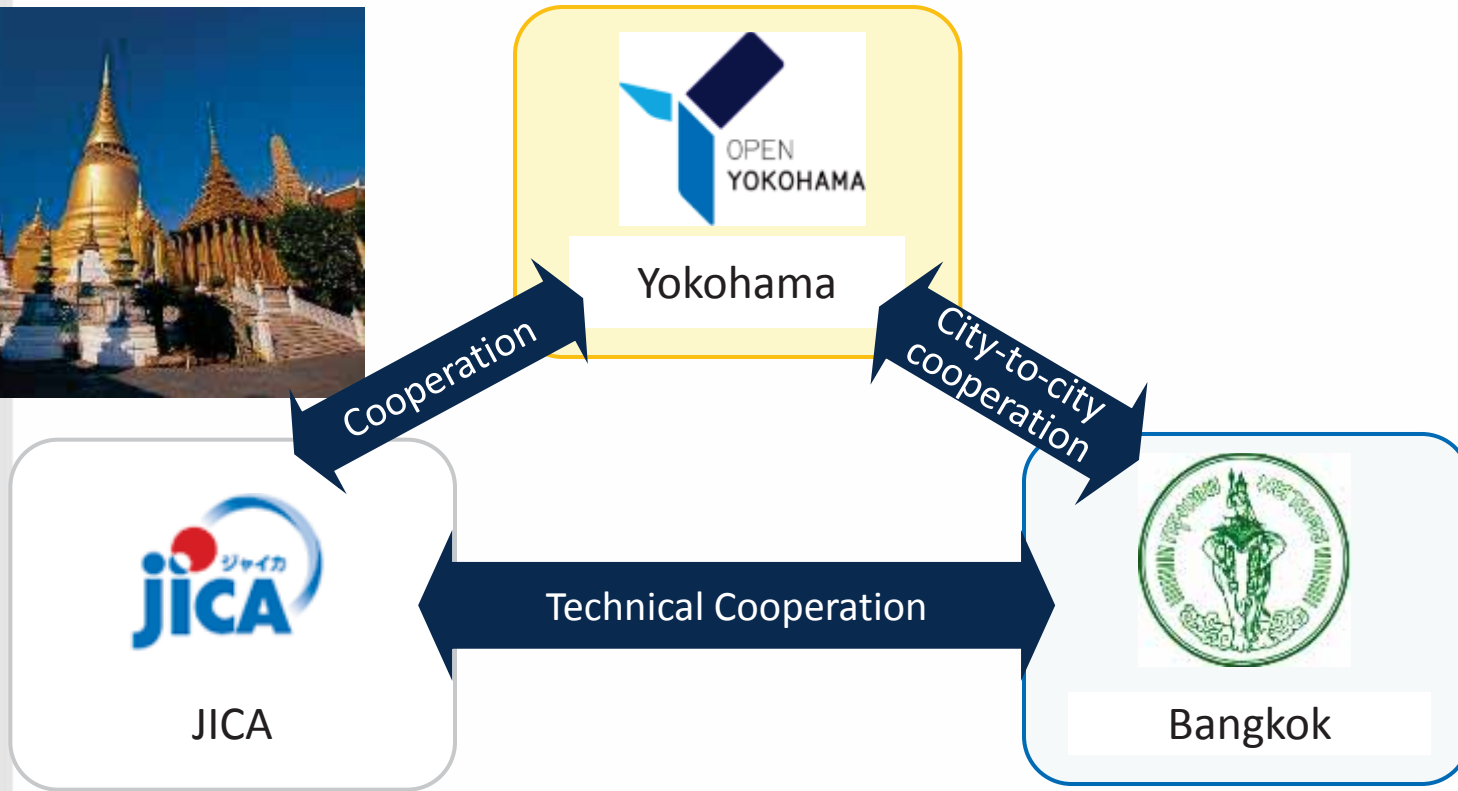 OPEN
YOKOHAMA
Yokohama
Cooperation
City-to-city
cooperation
ジャイカ
JICA
Technical Cooperation
JICA
Bangkok